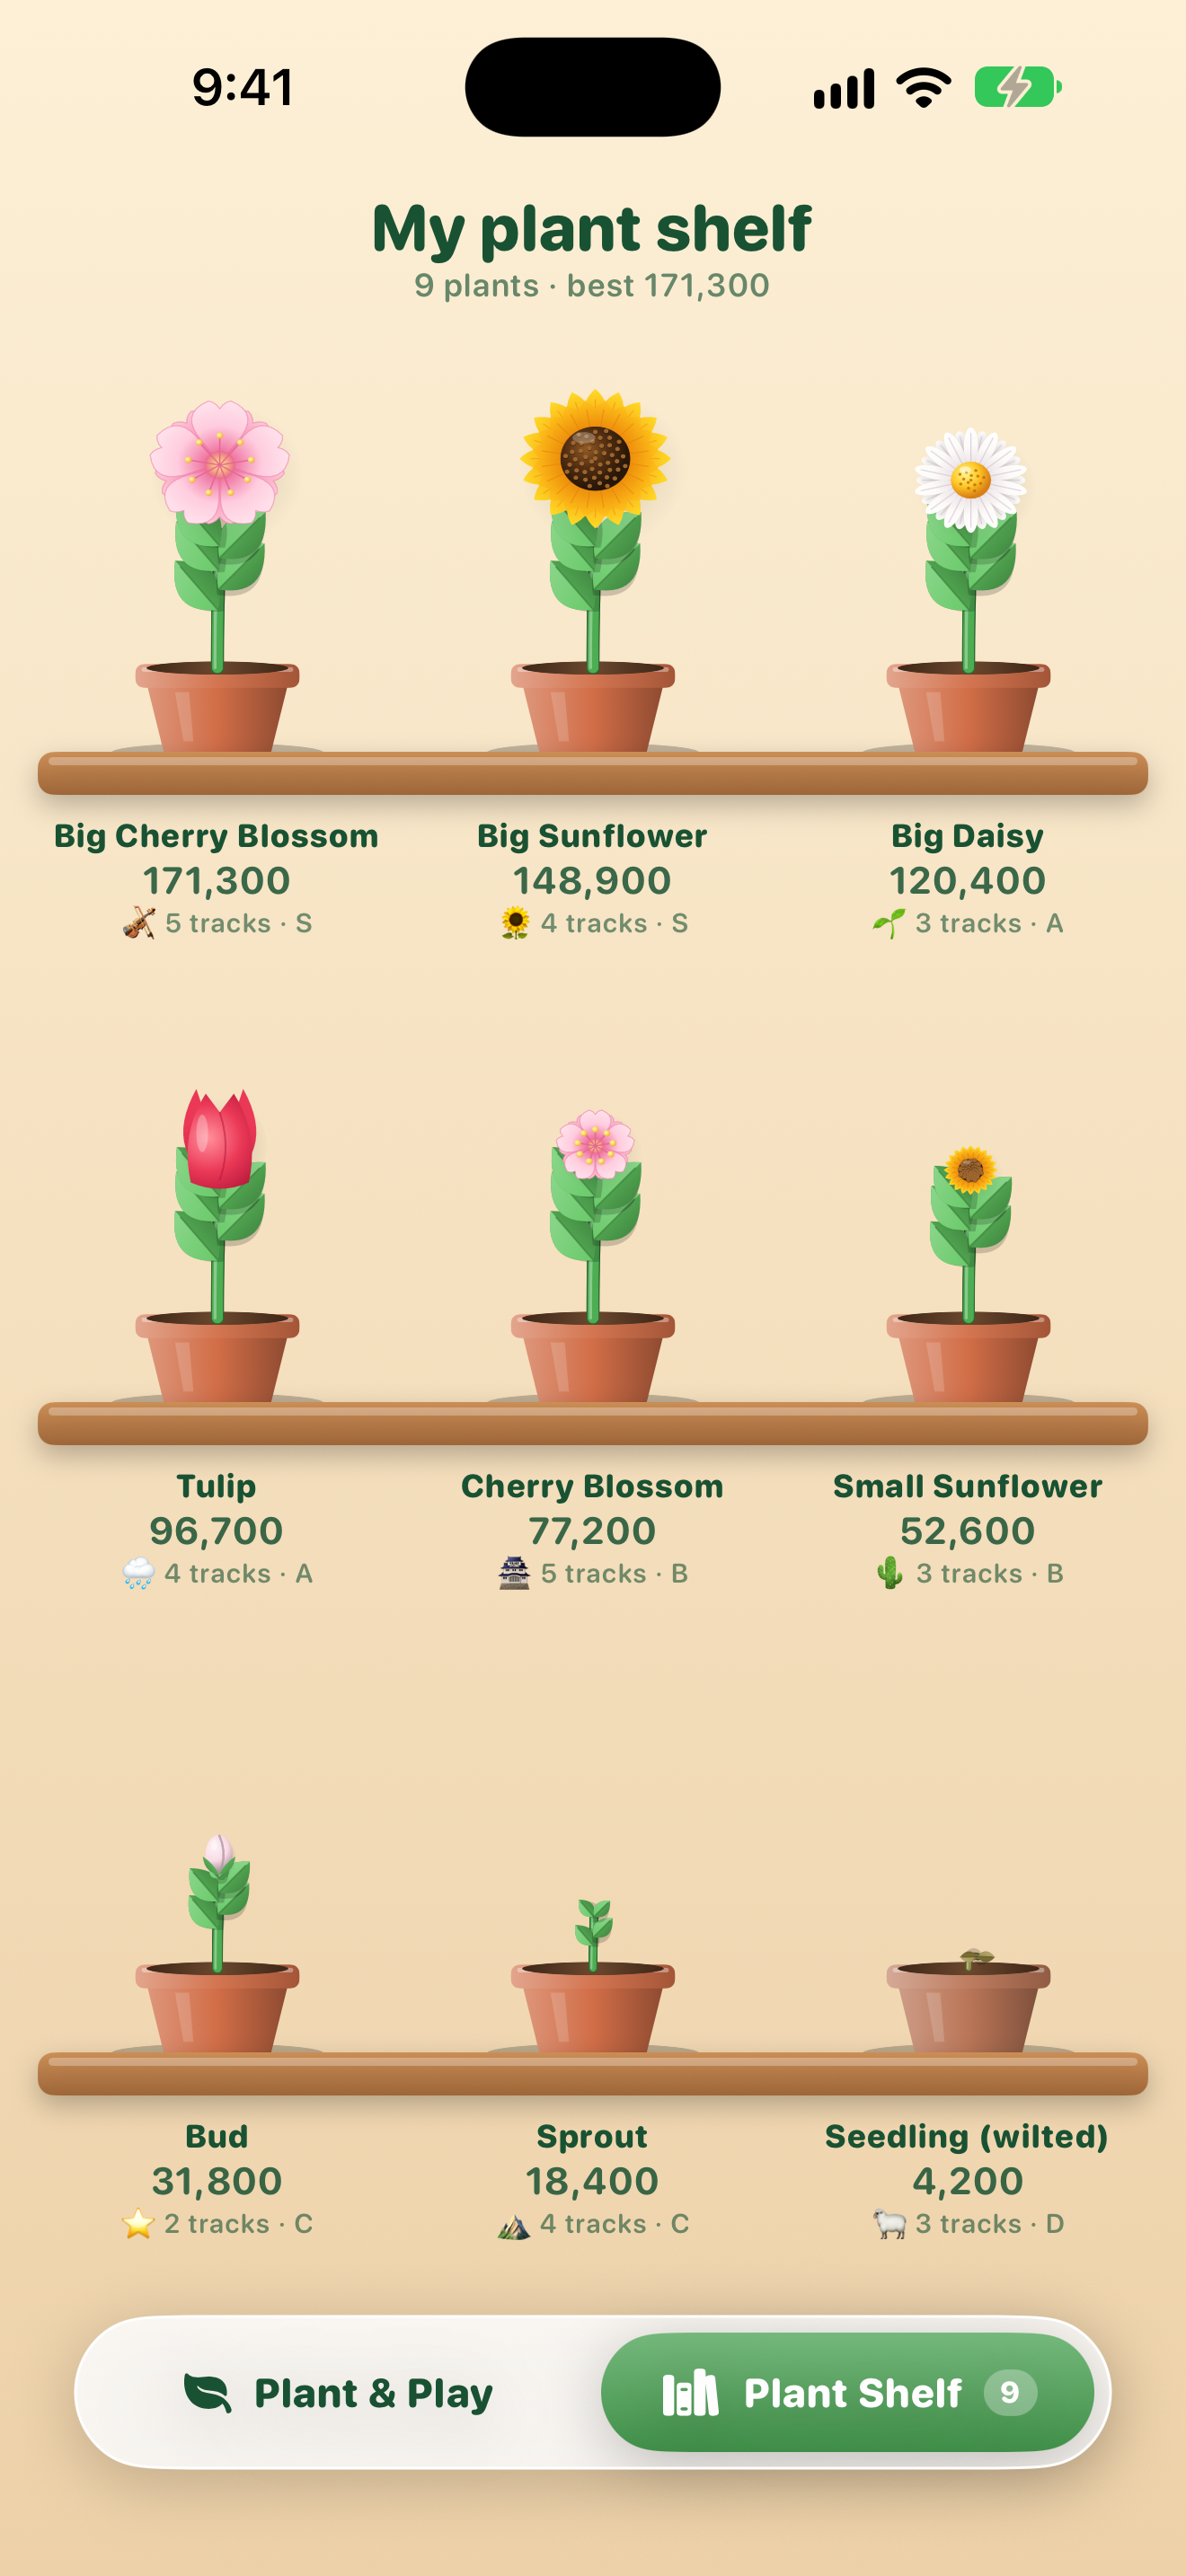 9:41
My plant shelf
9 plants · best 171,300
Big Cherry Blossom
171,300
🎻 5 tracks · S
Big Sunflower
148,900
🌻 4 tracks · S
Big Daisy
120,400
🌱 3 tracks · A
Tulip
96,700
🌧️ 4 tracks · A
Cherry Blossom
77,200
🏯 5 tracks · B
Small Sunflower
52,600
🌵 3 tracks · B
Bud
31,800
⭐ 2 tracks · C
Sprout
18,400
⛰️ 4 tracks · C
Seedling (wilted)
4,200
🐑 3 tracks · D
Plant & Play
Plant Shelf 9